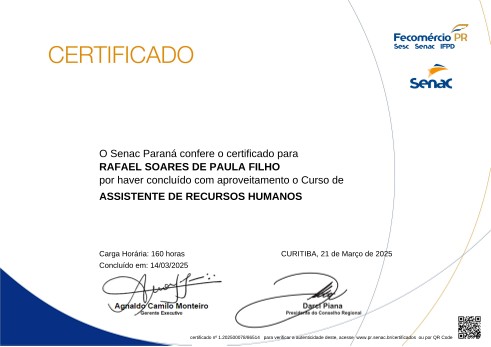 Fecomércio PR
Sesc Senac IFPD
CERTIFICADO
Senac
O Senac Paraná confere o certificado para
RAFAEL SOARES DE PAULA FILHO
por haver concluído com aproveitamento o Curso de
ASSISTENTE DE RECURSOS HUMANOS
Carga Horária: 160 horas
CURITIBA, 21 de Março de 2025
Concluído em: 14/03/2025
Agnaldo Camilo Monteiro
Gerente Executivo
Darci Piana
Presidente do Conselho Regional
certificado nº para verificar a autenticidade deste, acesse: www.pr.senac.br/certificados ou por QR Code